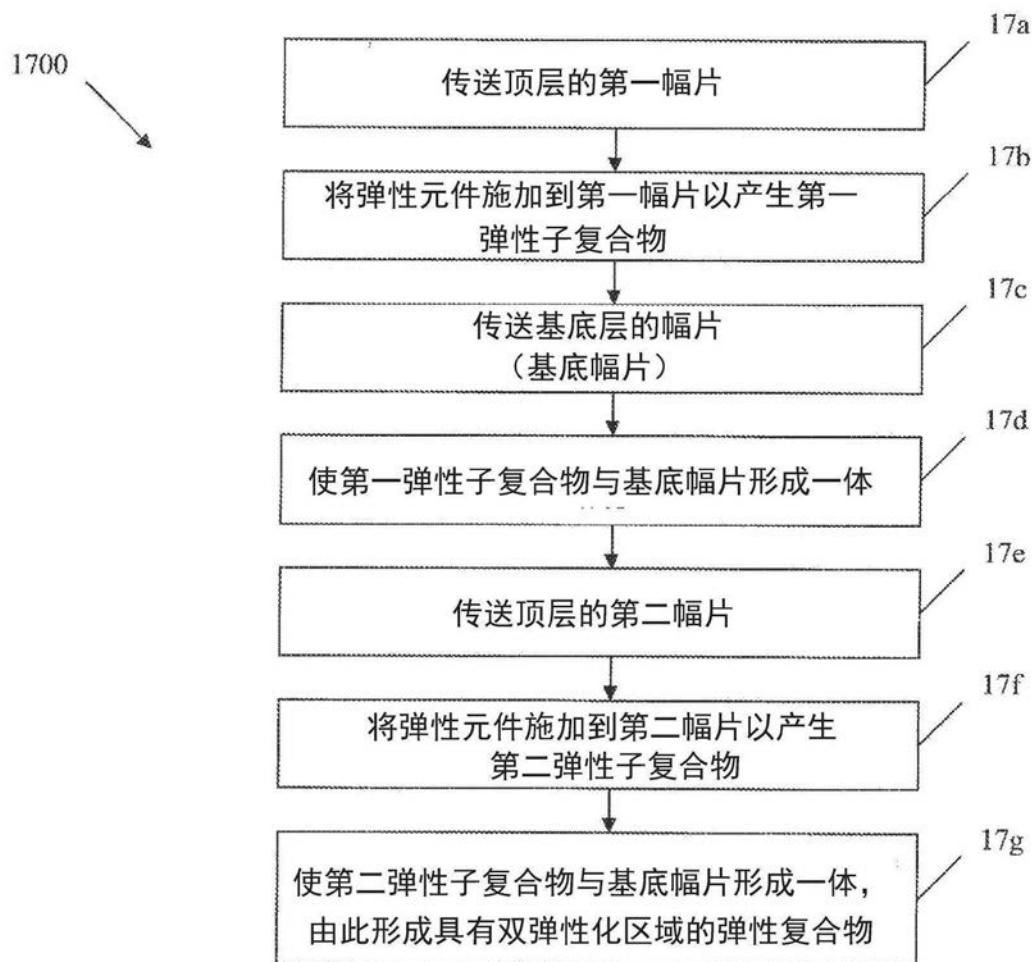 17a
1700
传送顶层的第一幅片
17b
将弹性元件施加到第一幅片以产生第一
弹性子复合物
17c
传送基底层的幅片
（基底幅片）
17d
使第一弹性子复合物与基底幅片形成一体
17e
传送顶层的第二幅片
17f
将弹性元件施加到第二幅片以产生
第二弹性子复合物
17g
使第二弹性子复合物与基底幅片形成一体，
由此形成具有双弹性化区域的弹性复合物